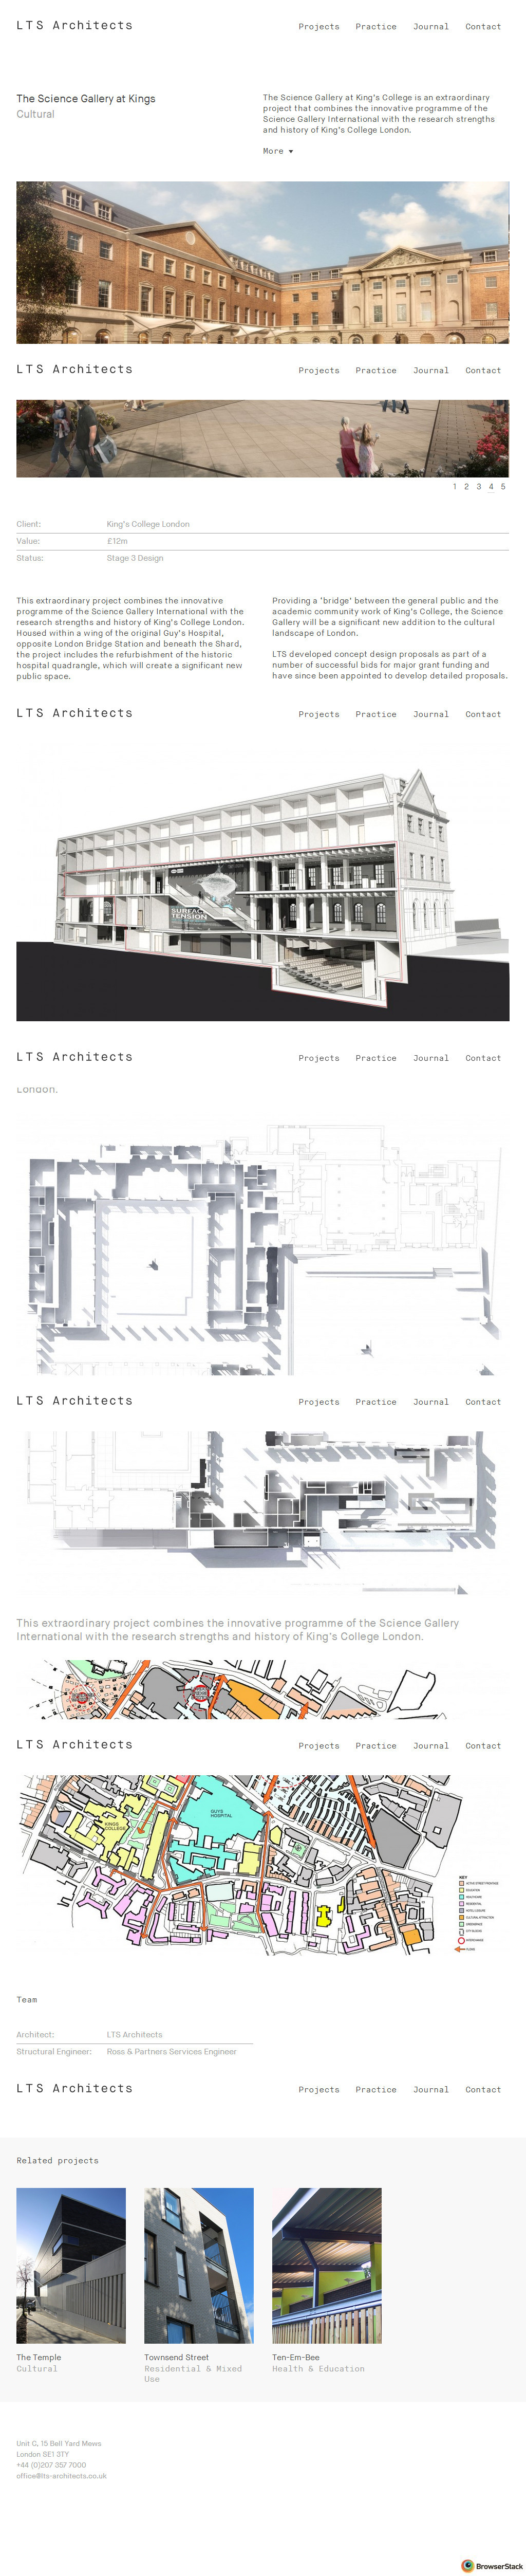 LTS Architects
Projects Practice Journal Contact
The Science Gallery at Kings
Cultural
The Science Gallery at King's College is an extraordinary
project that combines the innovative programme of the
Science Gallery International with the research strengths
and history of King's College London.
More
LTS Architects
Projects Practice Journal Contact
1 2 3 4 5
Client: King's College London
Value: £12m
Status: Stage 3 Design
This extraordinary project combines the innovative
programme of the Science Gallery International with the
research strengths and history of King's College London.
Housed within a wing of the original Guy's Hospital,
opposite London Bridge Station and beneath the Shard,
the project includes the refurbishment of the historic
hospital quadrangle, which will create a significant new
public space.
Providing a 'bridge' between the general public and the
academic community work of King's College, the Science
Gallery will be a significant new addition to the cultural
landscape of London.
LTS developed concept design proposals as part of a
number of successful bids for major grant funding and
have since been appointed to develop detailed proposals.
LTS Architects
Projects Practice Journal Contact
SURFACE
TENSION
LTS Architects
Projects Practice Journal Contact
London.
LTS Architects
Projects Practice Journal Contact
This extraordinary project combines the innovative programme of the Science Gallery
International with the research strengths and history of King's College London.
LTS Architects
Projects Practice Journal Contact
KINGS
COLLEGE
GUYS
HOSPITAL
KEY
EDUCATION
HEALTHCARE
RESIDENTIAL
CULTURAL ATTRACTION
GREENSPACE
Team
Architect: LTS Architects
Structural Engineer: Ross & Partners Services Engineer
LTS Architects
Projects Practice Journal Contact
Related projects
The Temple
Cultural
Townsend Street
Residential & Mixed
Use
Ten-Em-Bee
Health & Education
Unit C, 15 Bell Yard Mews
London SE1 3TY
+44 (0)207 357 7000
office@lts-architects.co.uk
BrowserStack